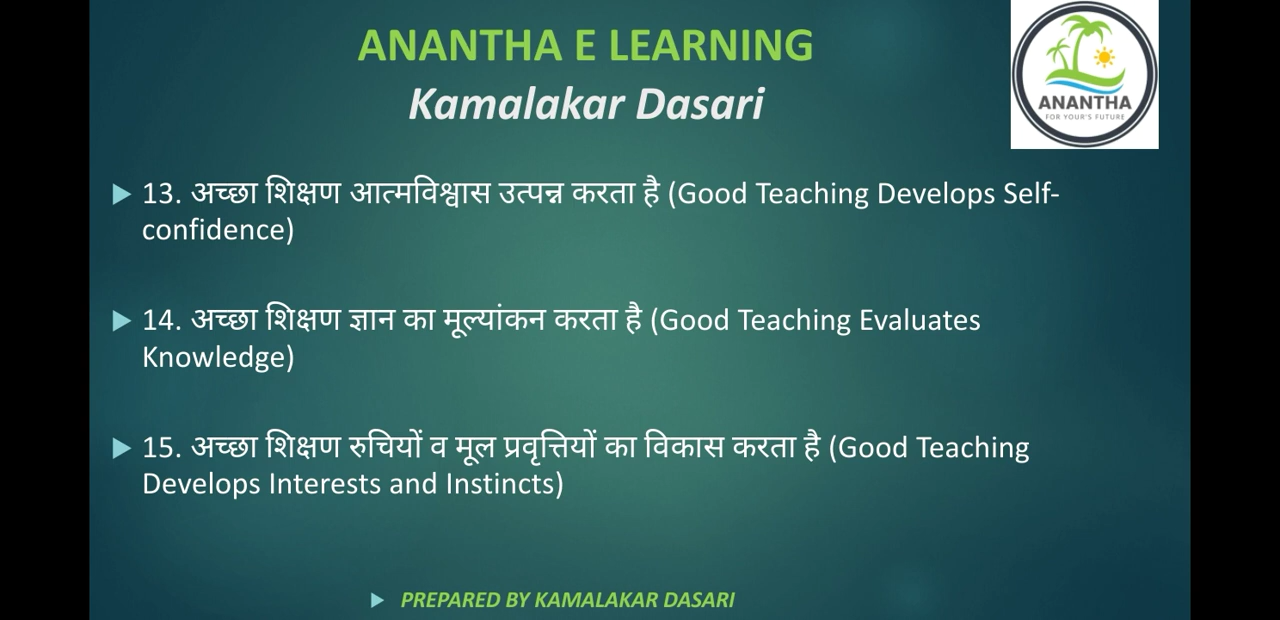 ANANTHA E LEARNING
Kamalakar Dasari
ANANTHA
FOR YOUR'S FUTURE
13. अच्छा शिक्षण आत्मविश्वास उत्पन्न करता है (Good Teaching Develops Self-
confidence)
14. अच्छा शिक्षण ज्ञान का मूल्यांकन करता है (Good Teaching Evaluates
Knowledge)
15. अच्छा शिक्षण रुचियों व मूल प्रवृत्तियों का विकास करता है (Good Teaching
Develops Interests and Instincts)
PREPARED BY KAMALAKAR DASARI